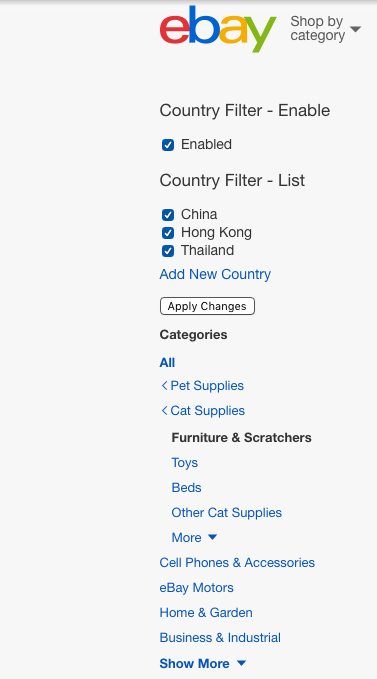 ebay
Shop by
category
Country Filter - Enable
Enabled
Country Filter - List
China
Hong Kong
Thailand
Add New Country
Apply Changes
Categories
All
Pet Supplies
Cat Supplies
Furniture & Scratchers
Toys
Beds
Other Cat Supplies
More
Cell Phones & Accessories
eBay Motors
Home & Garden
Business & Industrial
Show More